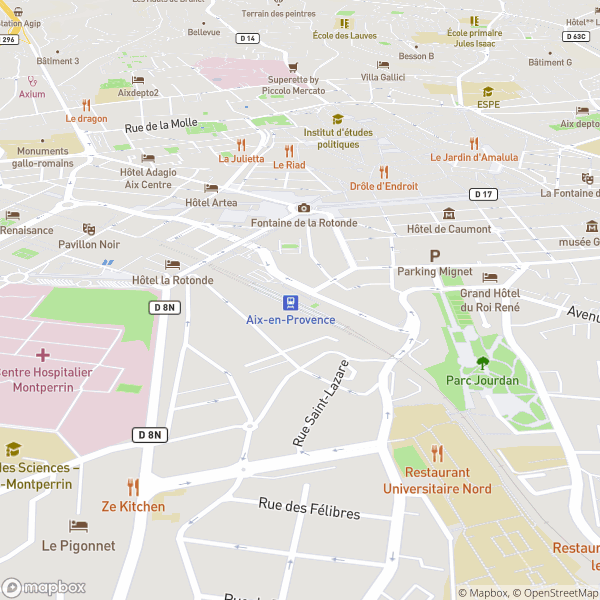 Bellevue
Terrain des peintres
École des Lauves
École primaire
Jules Isaac
Hôtel**
D 63C
296
D 14
Bâtiment 3
Besson B
Bâtiment G
Superette by
Piccolo Mercato
Villa Gallici
Axium
Aixdepto2
ESPE
Le dragon
Rue de la Molle
Aix depto
Institut d'études
politiques
Monuments
gallo-romains
La Julietta
Le Riad
Le Jardin d'Amalula
Hôtel Adagio
Aix Centre
Drôle d'Endroit
La Fontaine d
Hôtel Artea
D 17
Renaissance
Fontaine de la Rotonde
Hôtel de Caumont
Pavillon Noir
musée G
P
Parking Mignet
Hôtel la Rotonde
Grand Hôtel
du Roi René
D 8N
Aix-en-Provence
Avenu
Centre Hospitalier
Montperrin
Parc Jourdan
Rue Saint-Lazare
D 8N
des Sciences –
-Montperrin
Restaurant
Universitaire Nord
Ze Kitchen
Rue des Félibres
Le Pigonnet
Restau
le
mapbox
© Mapbox, © OpenStreetMap